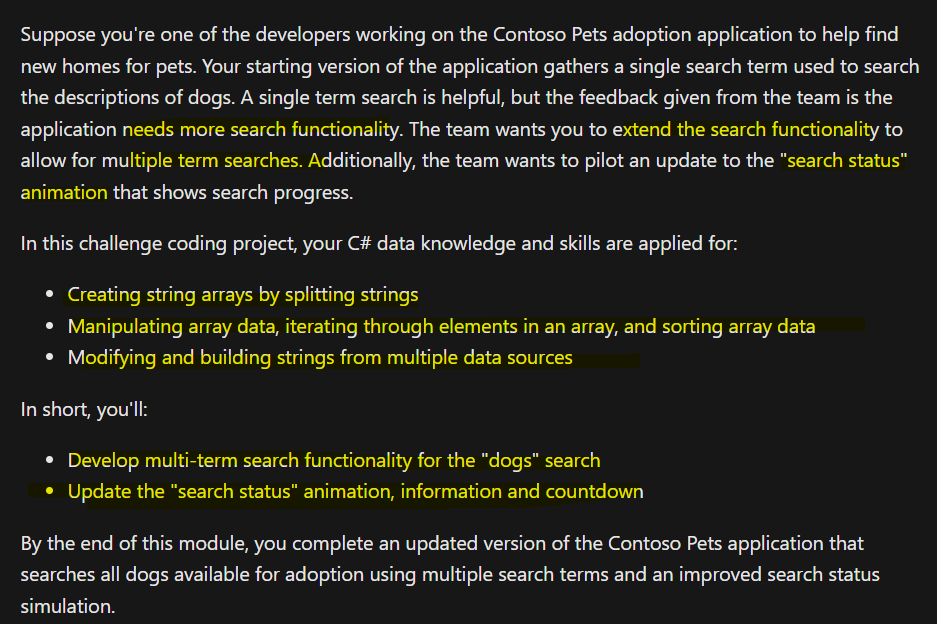 Suppose you're one of the developers working on the Contoso Pets adoption application to help find
new homes for pets. Your starting version of the application gathers a single search term used to search
the descriptions of dogs. A single term search is helpful, but the feedback given from the team is the
application needs more search functionality. The team wants you to extend the search functionality to
allow for multiple term searches. Additionally, the team wants to pilot an update to the "search status"
animation that shows search progress.
In this challenge coding project, your C# data knowledge and skills are applied for:
• Creating string arrays by splitting strings
• Manipulating array data, iterating through elements in an array, and sorting array data
• Modifying and building strings from multiple data sources
In short, you'll:
• Develop multi-term search functionality for the "dogs" search
• Update the "search status" animation, information and countdown
By the end of this module, you complete an updated version of the Contoso Pets application that
searches all dogs available for adoption using multiple search terms and an improved search status
simulation.